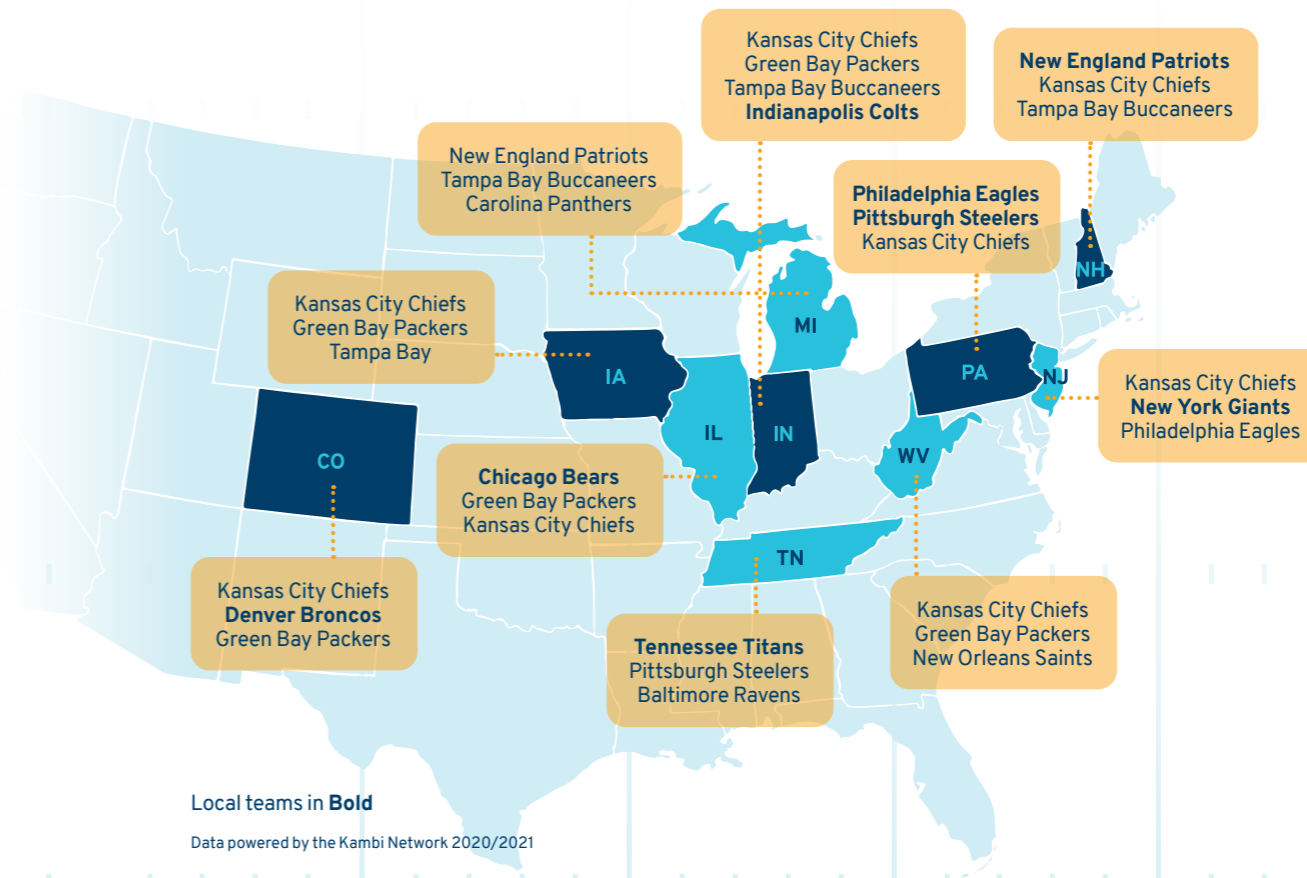 Kansas City Chiefs
Green Bay Packers
Tampa Bay Buccaneers
Indianapolis Colts
New England Patriots
Kansas City Chiefs
Tampa Bay Buccaneers
New England Patriots
Tampa Bay Buccaneers
Carolina Panthers
Philadelphia Eagles
Pittsburgh Steelers
Kansas City Chiefs
NH
Kansas City Chiefs
Green Bay Packers
Tampa Bay
MI
IA
PA
NJ
Kansas City Chiefs
New York Giants
Philadelphia Eagles
CO
IL
IN
WV
Chicago Bears
Green Bay Packers
Kansas City Chiefs
TN
Kansas City Chiefs
Denver Broncos
Green Bay Packers
Tennessee Titans
Pittsburgh Steelers
Baltimore Ravens
Kansas City Chiefs
Green Bay Packers
New Orleans Saints
Local teams in Bold
Data powered by the Kambi Network 2020/2021